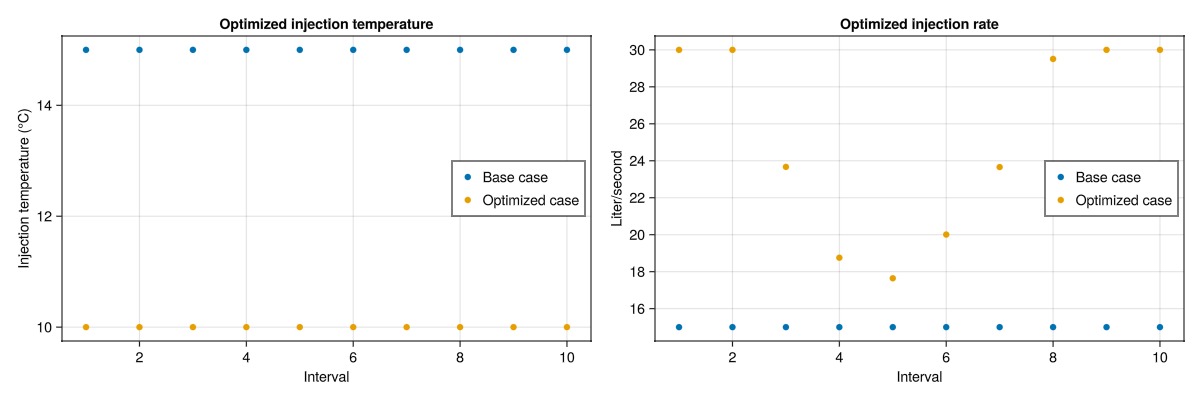 Optimized injection temperature
Injection temperature (°C)
14
12
10
2 4 6 8 10
Interval
Base case
Optimized case
Optimized injection rate
Liter/second
30
28
26
24
22
20
18
16
2 4 6 8 10
Interval
Base case
Optimized case